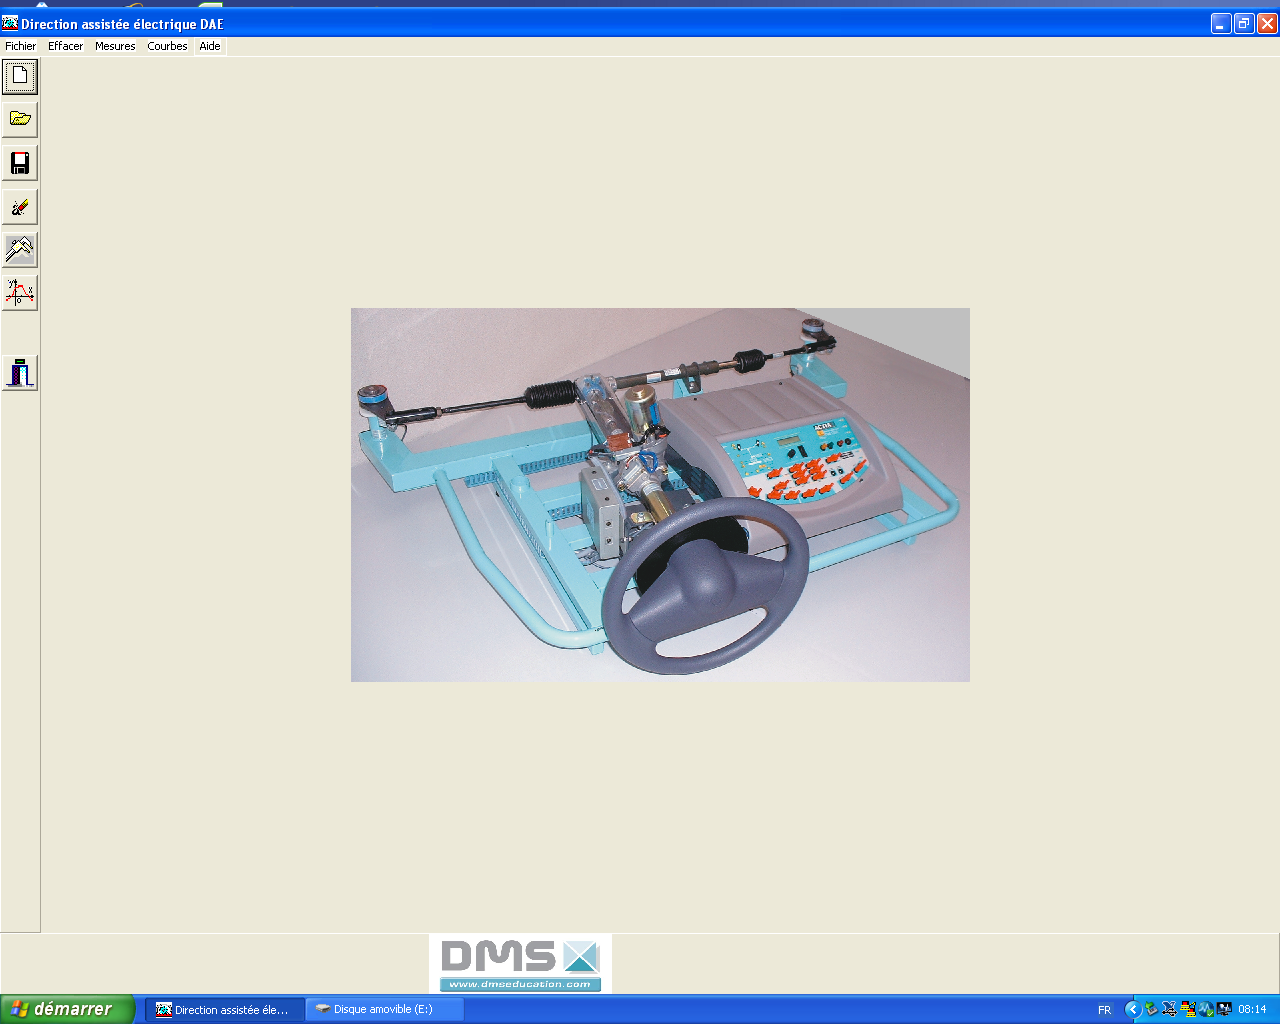 Direction assistée électrique DAE
Fichier Effacer Mesures Courbes Aide
ACTIA
DMS
www.dmseducation.com
démarrer
Direction assistée éle...
Disque amovible (E:)
FR
08:14